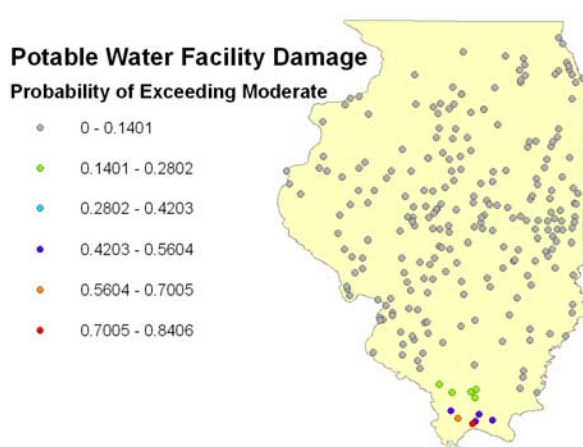 Potable Water Facility Damage
Probability of Exceeding Moderate
0 - 0.1401
0.1401 - 0.2802
0.2802 - 0.4203
0.4203 - 0.5604
0.5604 - 0.7005
0.7005 - 0.8406